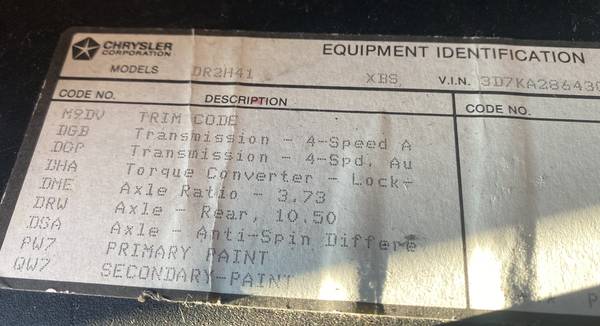 CHRYSLER
CORPORATION
EQUIPMENT IDENTIFICATION
MODELS DR2H41 XBS V.I.N. 3D7KA286430
CODE NO. DESCRIPTION CODE NO.
M9DV TRIM CODE
DGB Transmission - 4-Speed A
DGP Transmission - 4-Spd. Au
DHA Torque Converter - Lock-
DME Axle Ratio - 3.73
DRW Axle - Rear, 10.50
DSA Axle - Anti-Spin Differe
PW7 PRIMARY PAINT
QW7 SECONDARY-PAINT